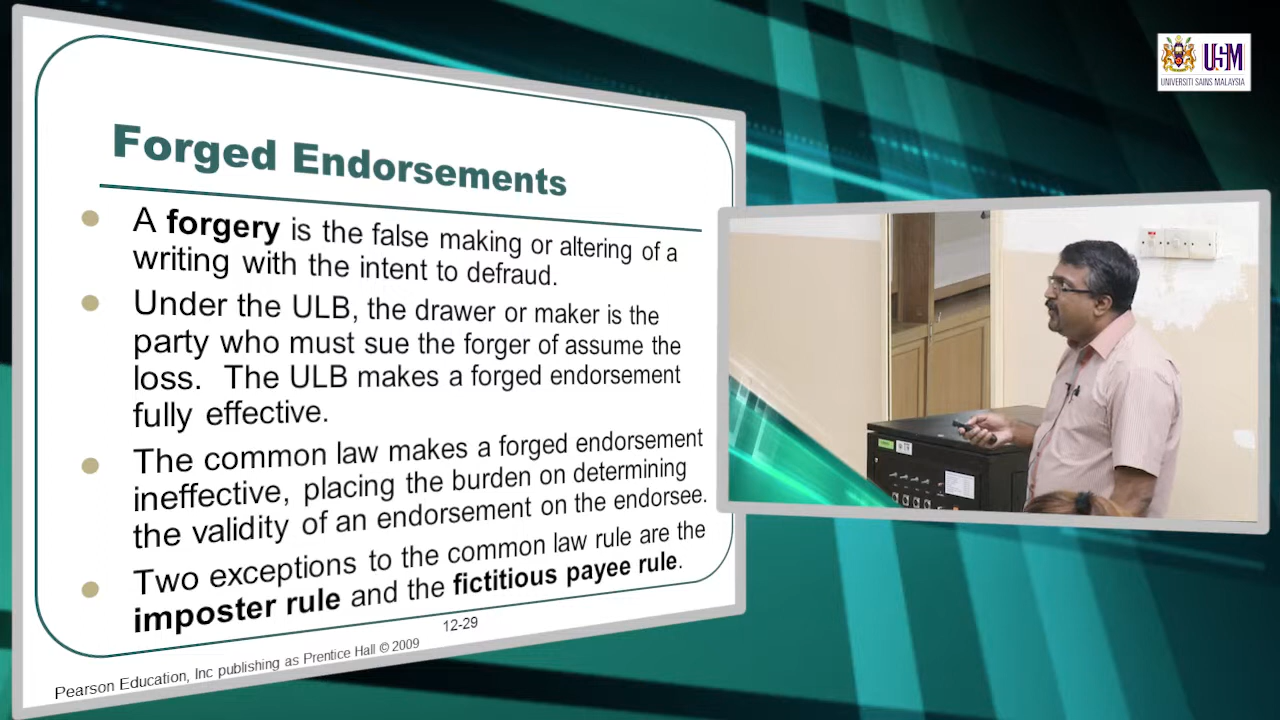 USM
UNIVERSITI SAINS MALAYSIA
Forged Endorsements
A forgery is the false making or altering of a
writing with the intent to defraud.
Under the ULB, the drawer or maker is the
party who must sue the forger of assume the
loss. The ULB makes a forged endorsement
fully effective.
The common law makes a forged endorsement
ineffective, placing the burden on determining
the validity of an endorsement on the endorsee.
Two exceptions to the common law rule are the
imposter rule and the fictitious payee rule.
12-29
Pearson Education, Inc publishing as Prentice Hall © 2009